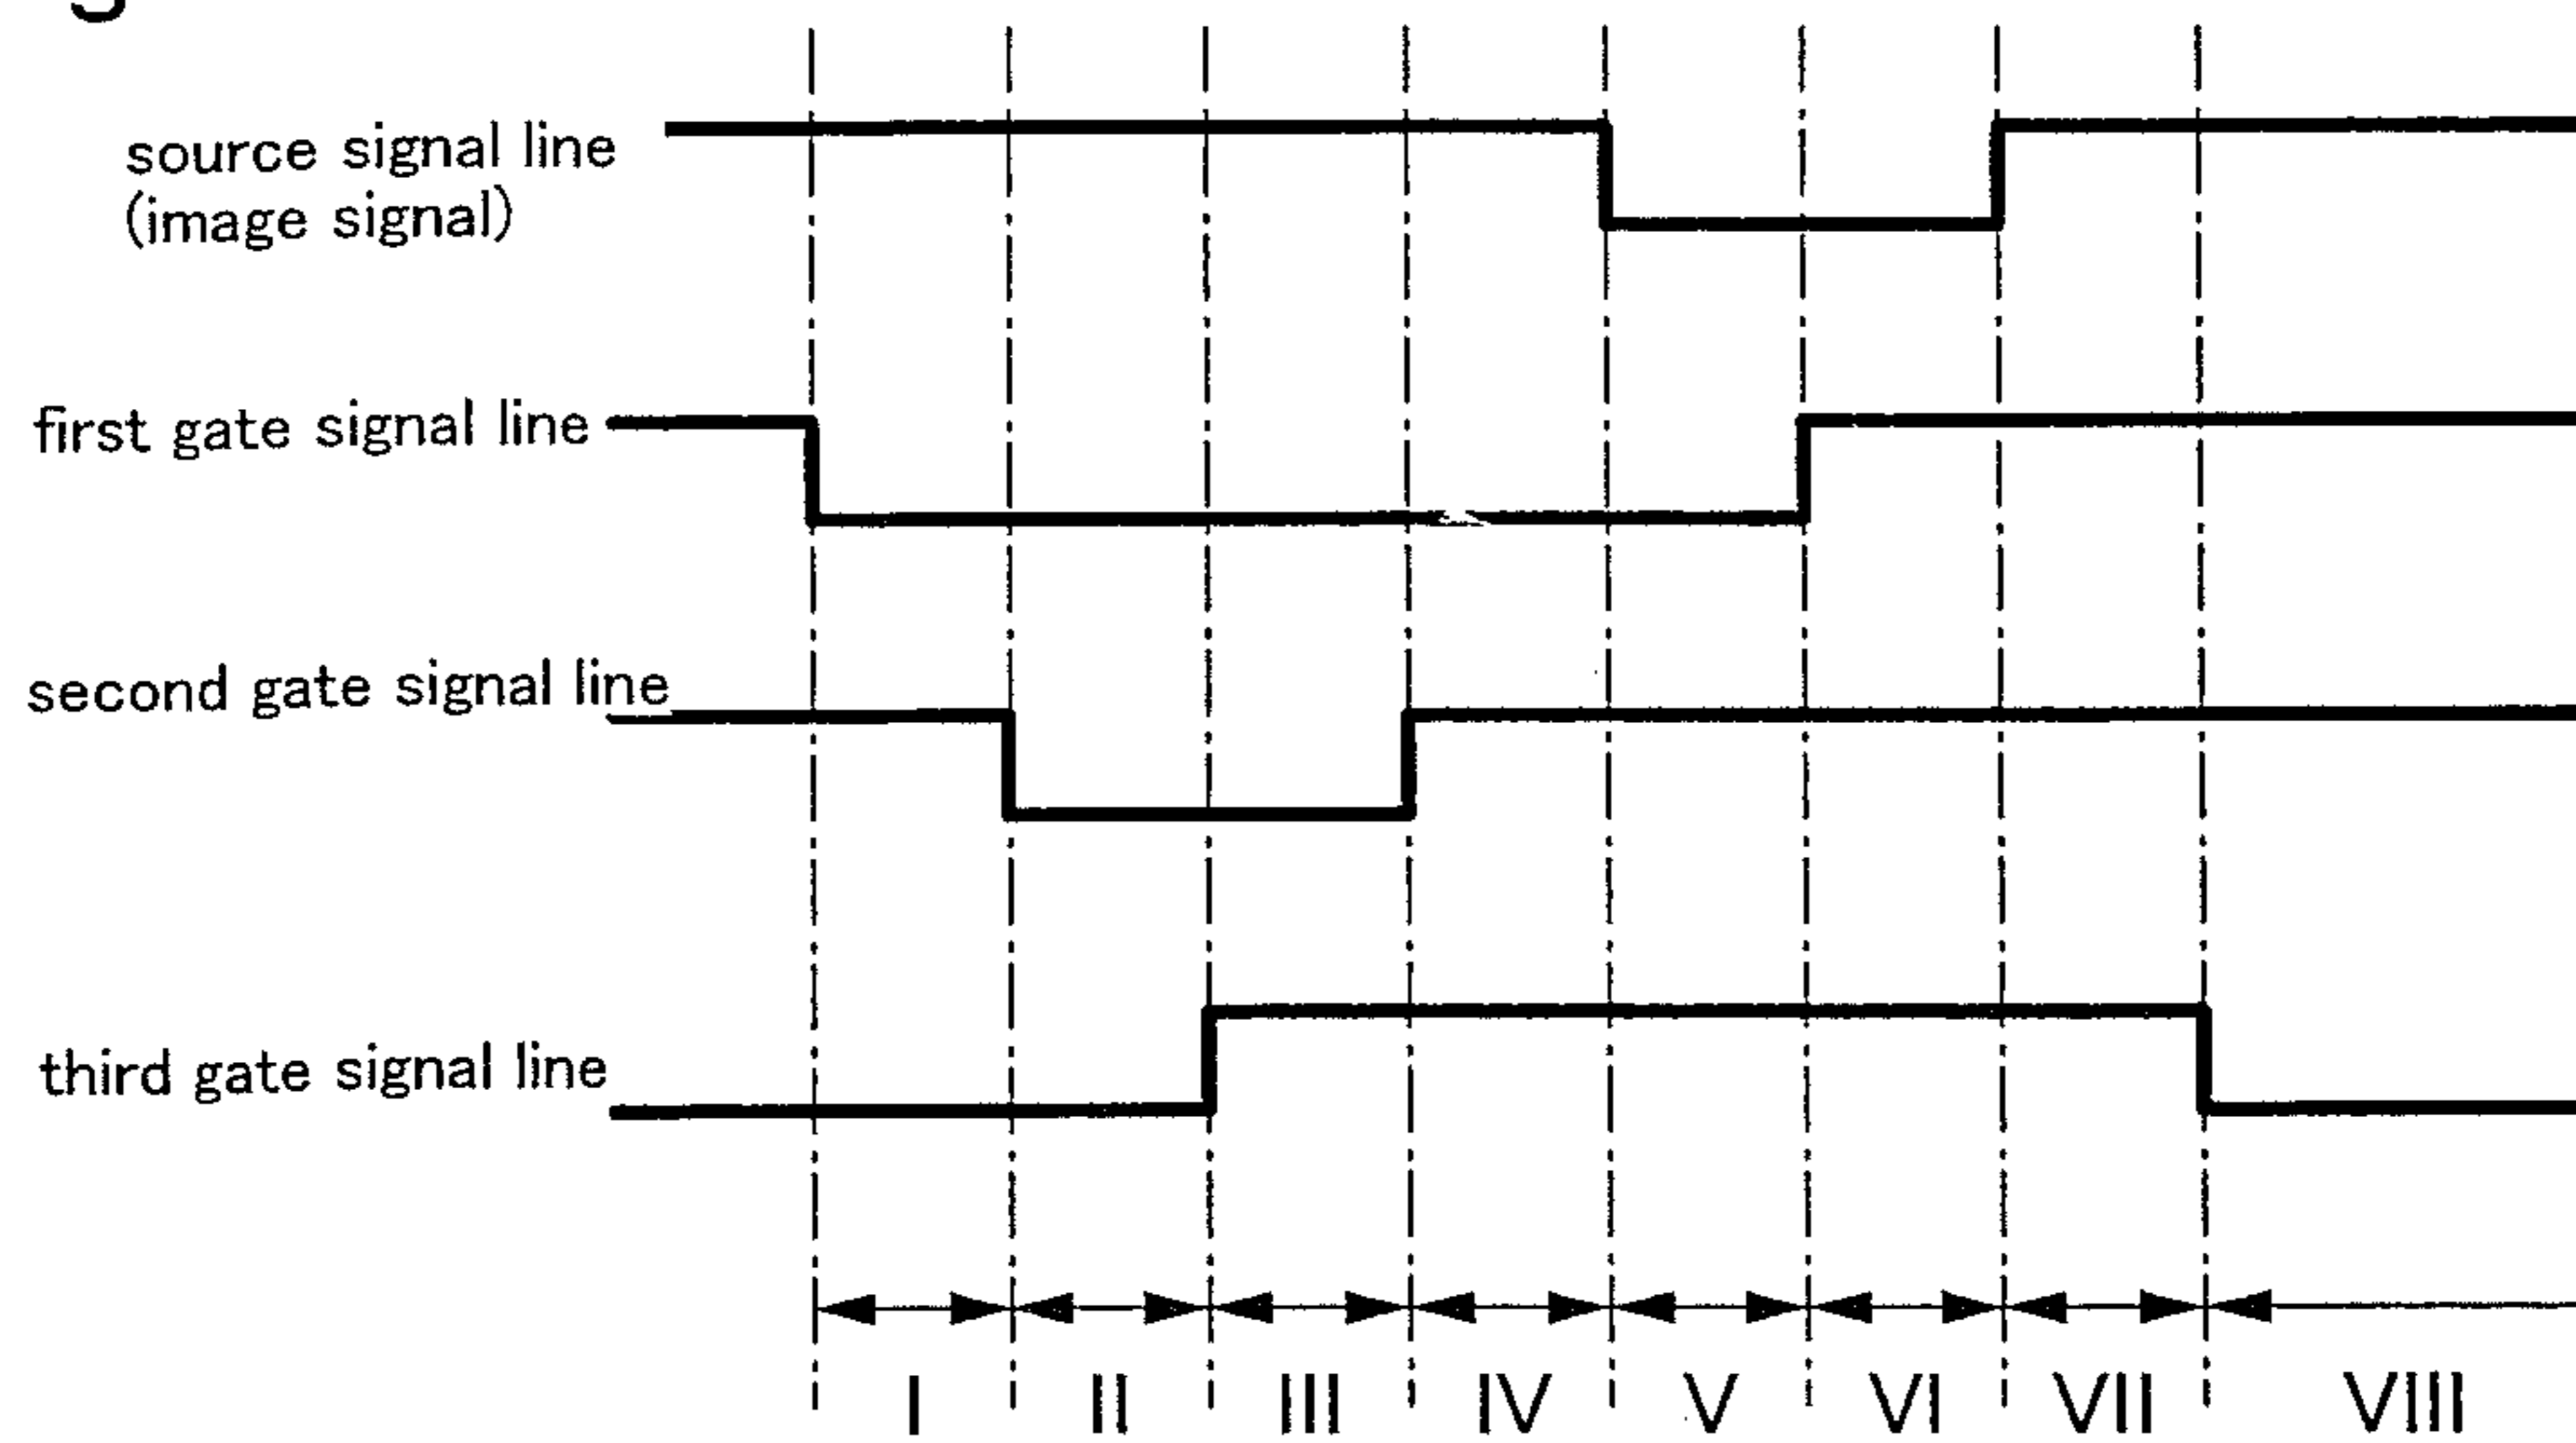 source signal line
(image signal)
first gate signal line
second gate signal line
third gate signal line
I II III IV V VI VII VIII